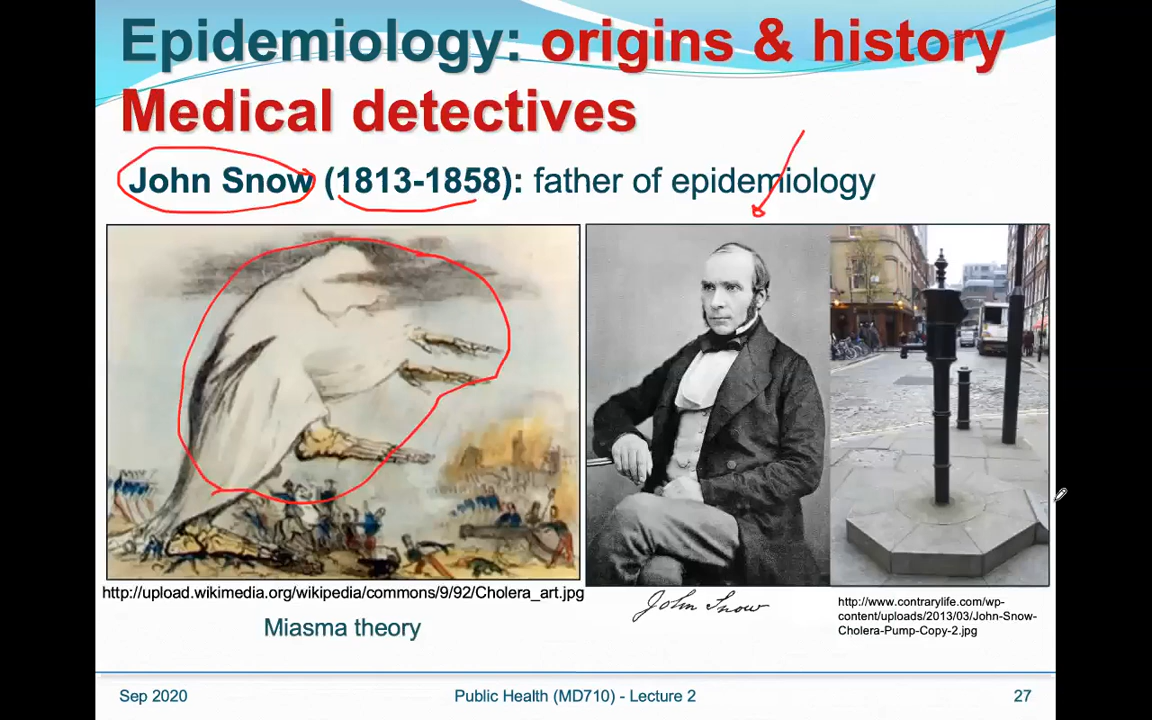 Epidemiology: origins & history
Medical detectives
John Snow (1813-1858): father of epidemiology
http://upload.wikimedia.org/wikipedia/commons/9/92/Cholera_art.jpg
Miasma theory
John Snow
http://www.contrarylife.com/wp-
content/uploads/2013/03/John-Snow-
Cholera-Pump-Copy-2.jpg
Sep 2020
Public Health (MD710) - Lecture 2
27